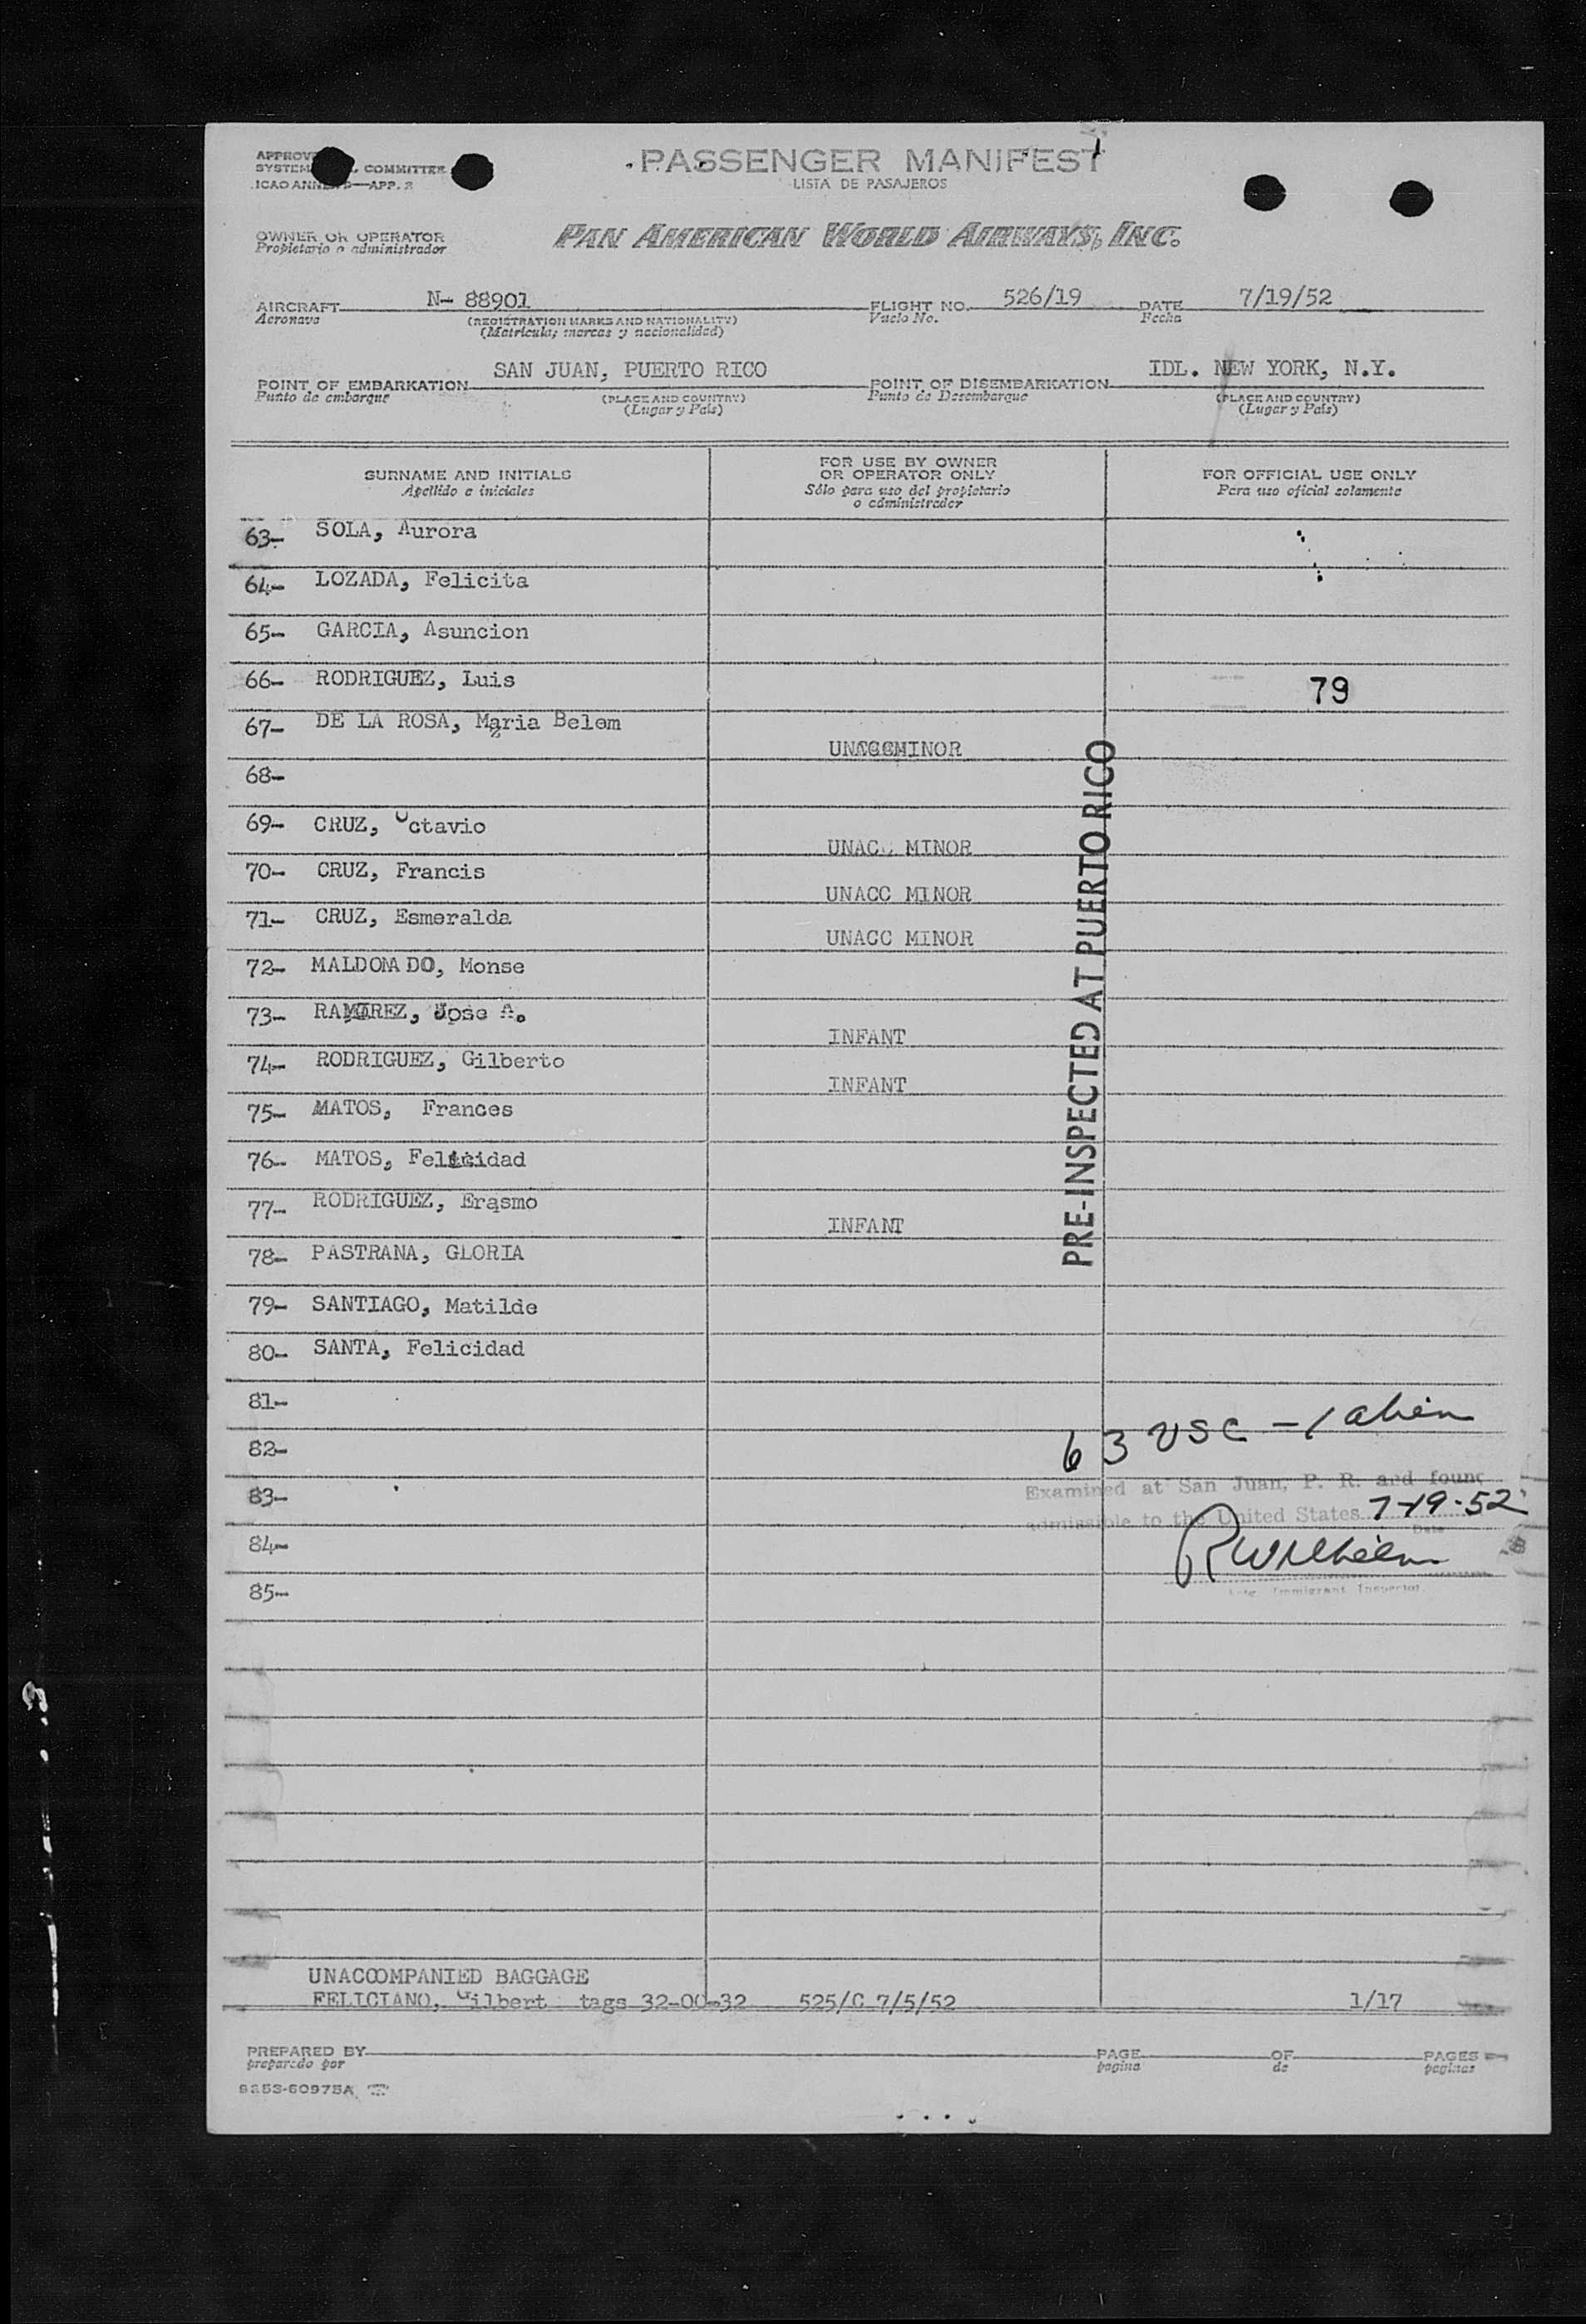 PASSENGER MANIFEST
LISTA DE PASAJEROS
COMMITTEE
ICAO ANNEX 9—APP. 3
OWNER OR OPERATOR
Propietario o administrador
PAN AMERICAN WORLD AIRWAYS, INC.
AIRCRAFT N- 88901 FLIGHT NO. 526/19 DATE 7/19/52
Aeronave (REGISTRATION MARKS AND NATIONALITY) Vuelo No. Fecha
(Matricula, marcas y nacionalidad)
POINT OF EMBARKATION SAN JUAN, PUERTO RICO POINT OF DISEMBARKATION IDL. NEW YORK, N.Y.
Punto de embarque (PLACE AND COUNTRY) Punto de Desembarque (PLACE AND COUNTRY)
(Lugar y País) (Lugar y País)
SURNAME AND INITIALS FOR USE BY OWNER OR OPERATOR ONLY FOR OFFICIAL USE ONLY
Apellido e iniciales Sólo para uso del propietario o administrador Para uso oficial solamente
63- SOLA, Aurora
64- LOZADA, Felicita
65- GARCIA, Asuncion
66- RODRIGUEZ, Luis 79
67- DE LA ROSA, Maria Belem
MINOR
68-
69- CRUZ, Octavio UNACC MINOR
70- CRUZ, Francis UNACC MINOR
71- CRUZ, Esmeralda UNACC MINOR
72- MALDONADO, Monse
73- RAMIREZ, Jose A. INFANT
74- RODRIGUEZ, Gilberto INFANT
75- MATOS, Frances
76- MATOS, Felicidad
77- RODRIGUEZ, Erasmo INFANT
78- PASTRANA, GLORIA
79- SANTIAGO, Matilde
80- SANTA, Felicidad
PRE-INSPECTED AT PUERTO RICO
81-
82- 63 USC - 1 alien
83- Examined at San Juan, P. R. and found
admissible to the United States 7-19-52
Date
84-
85- Immigrant Inspector
UNACCOMPANIED BAGGAGE
FELICIANO, Gilbert tags 32-00-32 525/C 7/5/52 1/17
PREPARED BY PAGE OF PAGES
preparado por pagina de paginas